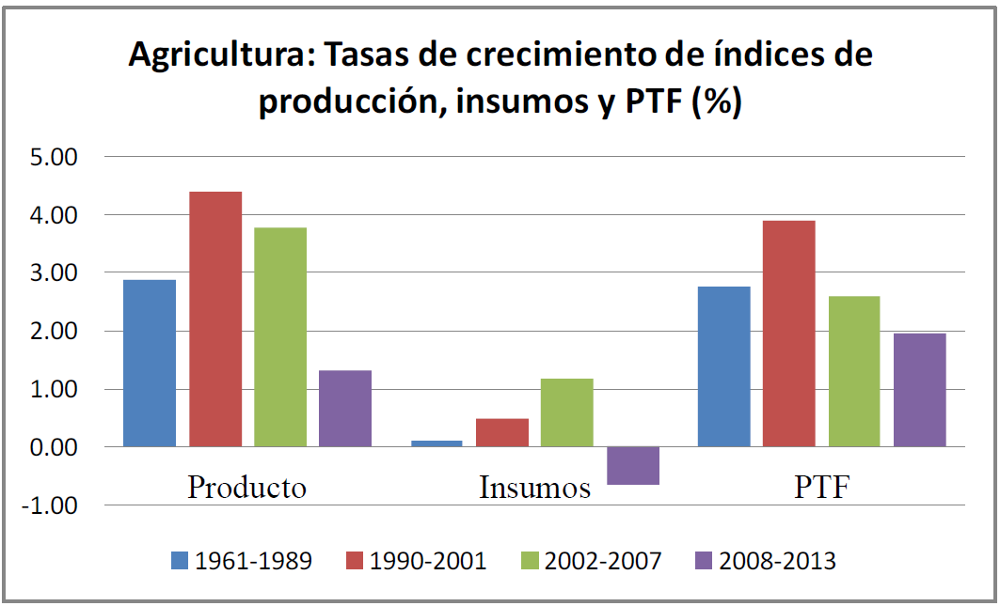 Agricultura: Tasas de crecimiento de índices de
producción, insumos y PTF (%)
5.00
4.00
3.00
2.00
1.00
0.00
-1.00
Producto Insumos PTF
1961-1989 1990-2001 2002-2007 2008-2013